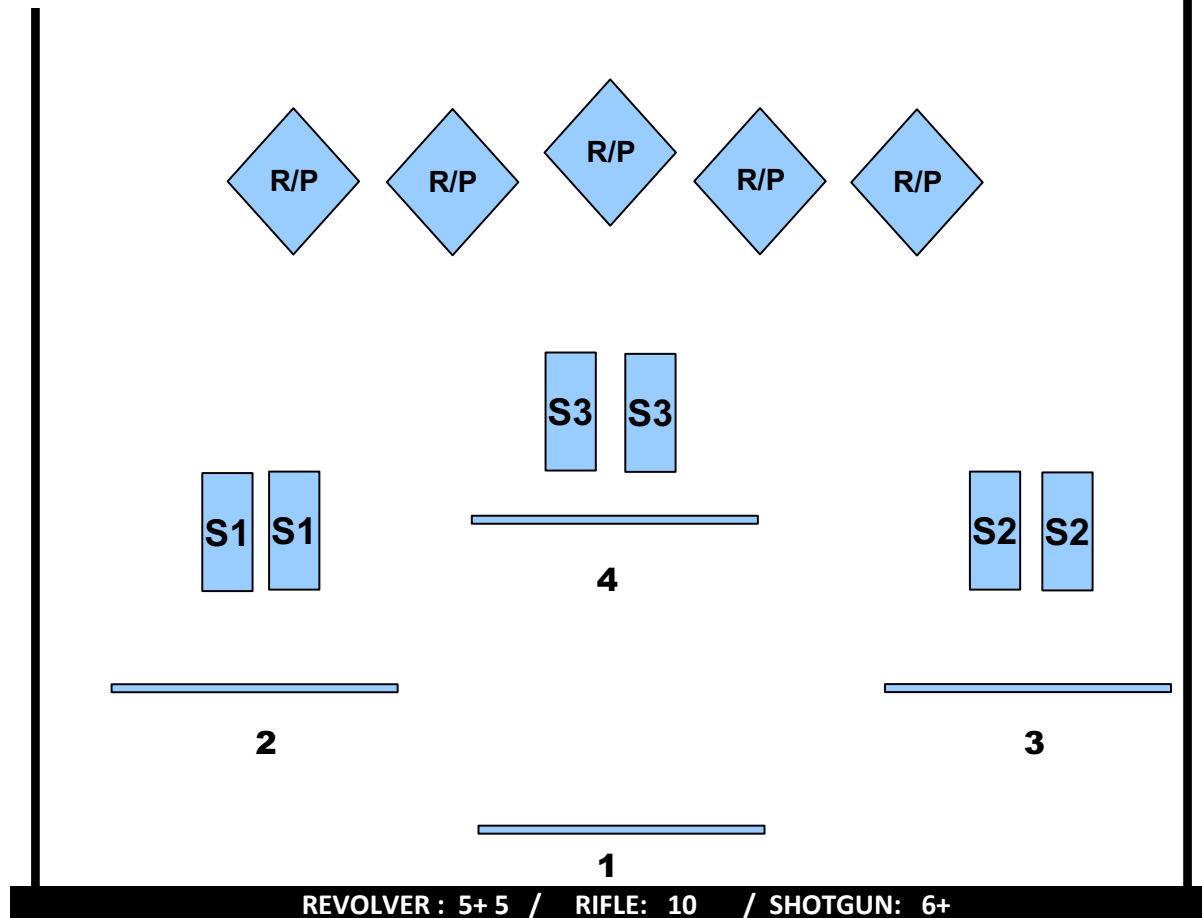 R/P R/P R/P R/P R/P
S3 S3
S1 S1 S2 S2
4
2 3
1
REVOLVER : 5+ 5 / RIFLE: 10 / SHOTGUN: 6+